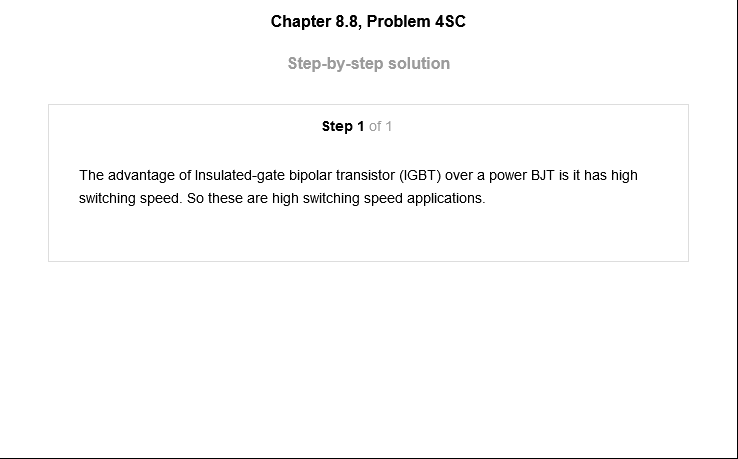 Chapter 8.8, Problem 4SC
Step-by-step solution
Step 1 of 1
The advantage of Insulated-gate bipolar transistor (IGBT) over a power BJT is it has high
switching speed. So these are high switching speed applications.